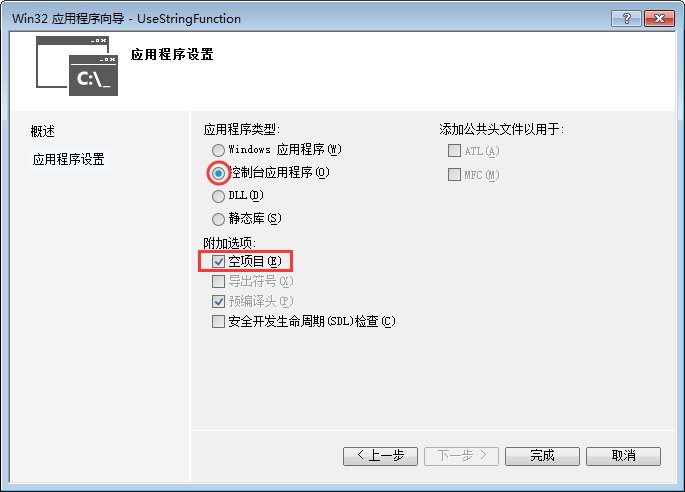 Win32 应用程序向导 - UseStringFunction
C:\_
应用程序设置
概述
应用程序设置
应用程序类型:
Windows 应用程序(W)
控制台应用程序(O)
DLL(D)
静态库(S)
附加选项:
空项目(E)
导出符号(X)
预编译头(P)
安全开发生命周期(SDL)检查(C)
添加公共头文件以用于:
ATL(A)
MFC(M)
< 上一步
下一步 >
完成
取消